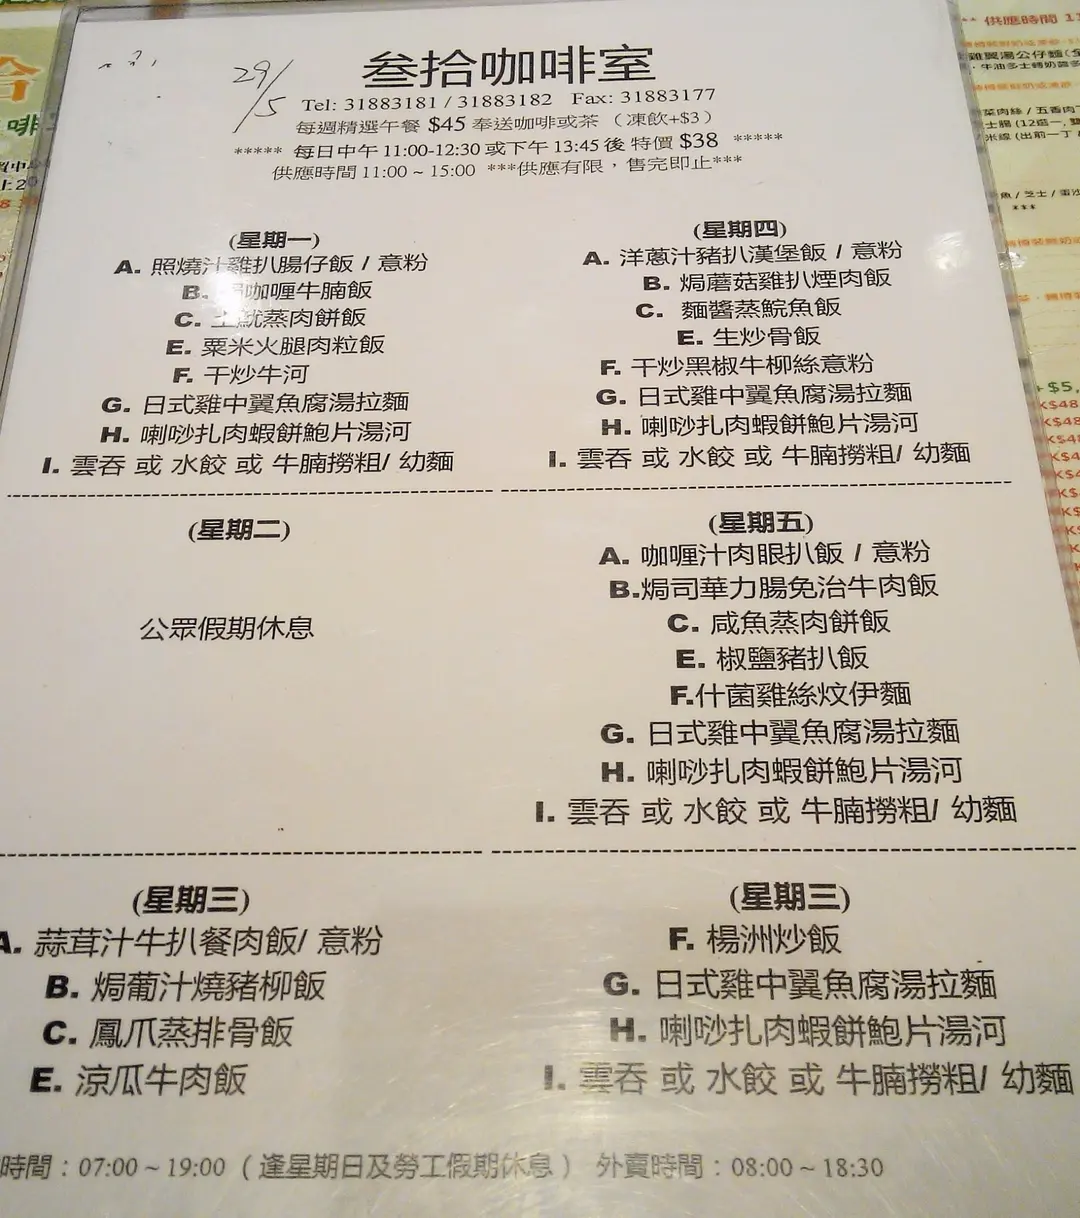 29/5
叁拾咖啡室
Tel: 31883181 / 31883182 Fax: 31883177
每週精選午餐 $45 奉送咖啡或茶 （凍飲+$3）
***** 每日中午 11:00-12:30 或下午 13:45 後 特價 $38 *****
供應時間 11:00 ~ 15:00 ***供應有限，售完即止***
(星期一)
A. 照燒汁雞扒腸仔飯 / 意粉
B. 咖喱牛腩飯
C. 土魷蒸肉餅飯
E. 粟米火腿肉粒飯
F. 干炒牛河
G. 日式雞中翼魚腐湯拉麵
H. 喇沙扎肉蝦餅鮑片湯河
I. 雲吞 或 水餃 或 牛腩撈粗/ 幼麵
(星期二)
公眾假期休息
(星期三)
A. 蒜茸汁牛扒餐肉飯/ 意粉
B. 焗葡汁燒豬柳飯
C. 鳳爪蒸排骨飯
E. 涼瓜牛肉飯
(星期四)
A. 洋蔥汁豬扒漢堡飯 / 意粉
B. 焗蘑菇雞扒煙肉飯
C. 麵醬蒸鯇魚飯
E. 生炒骨飯
F. 干炒黑椒牛柳絲意粉
G. 日式雞中翼魚腐湯拉麵
H. 喇沙扎肉蝦餅鮑片湯河
I. 雲吞 或 水餃 或 牛腩撈粗/ 幼麵
(星期五)
A. 咖喱汁肉眼扒飯 / 意粉
B.焗司華力腸免治牛肉飯
C. 咸魚蒸肉餅飯
E. 椒鹽豬扒飯
F.什菌雞絲炆伊麵
G. 日式雞中翼魚腐湯拉麵
H. 喇沙扎肉蝦餅鮑片湯河
I. 雲吞 或 水餃 或 牛腩撈粗/ 幼麵
(星期三)
F. 楊洲炒飯
G. 日式雞中翼魚腐湯拉麵
H. 喇沙扎肉蝦餅鮑片湯河
I. 雲吞 或 水餃 或 牛腩撈粗/ 幼麵
時間：07:00 ~ 19:00 （逢星期日及勞工假期休息） 外賣時間：08:00 ~ 18:30